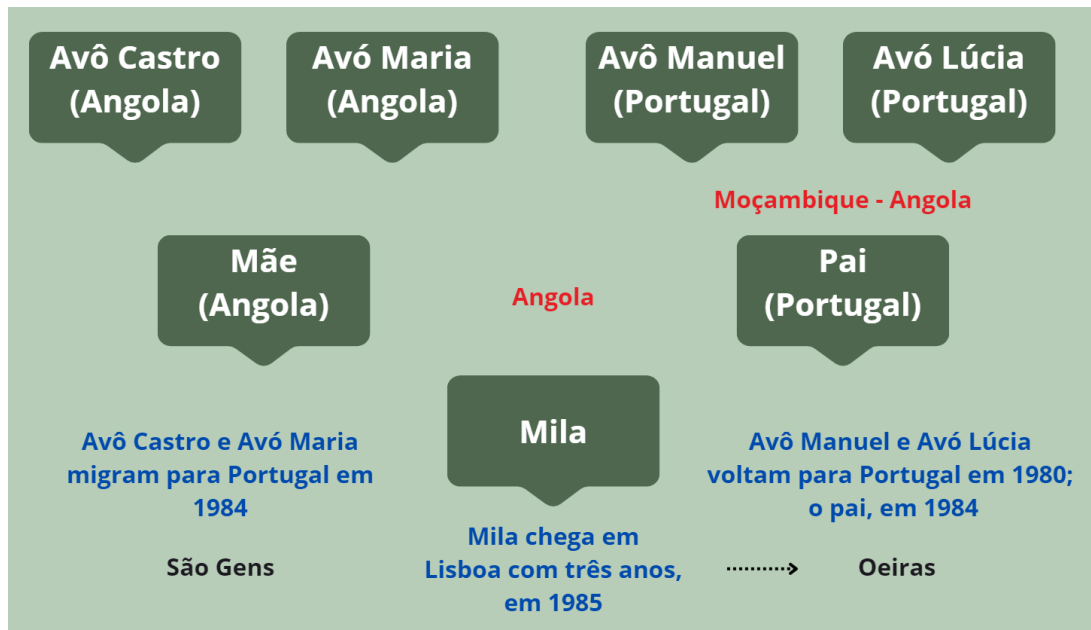 Avô Castro
(Angola)
Avó Maria
(Angola)
Avô Manuel
(Portugal)
Avó Lúcia
(Portugal)
Moçambique - Angola
Mãe
(Angola)
Angola
Pai
(Portugal)
Mila
Avô Castro e Avó Maria
migram para Portugal em
1984
Avô Manuel e Avó Lúcia
voltam para Portugal em 1980;
o pai, em 1984
São Gens
Mila chega em
Lisboa com três anos,
em 1985
Oeiras